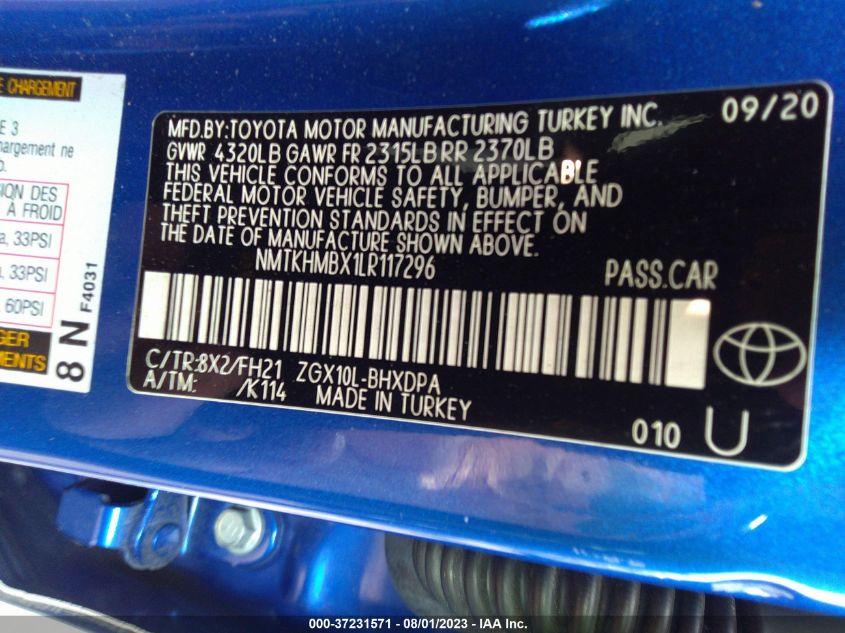 E CHARGEMENT
E 3
hargement ne
ION DES
À FROID
33PSI
33PSI
60PSI
GER
EMENTS
8 N
F4031
09/20
MFD.BY:TOYOTA MOTOR MANUFACTURING TURKEY INC.
GVWR 4320LB GAWR FR 2315LB RR 2370LB
THIS VEHICLE CONFORMS TO ALL APPLICABLE
FEDERAL MOTOR VEHICLE SAFETY, BUMPER, AND
THEFT PREVENTION STANDARDS IN EFFECT ON
THE DATE OF MANUFACTURE SHOWN ABOVE.
NMTKHMBX1LR117296 PASS.CAR
C/TR:8X2/FH21 ZGX10L-BHXDPA
A/TM: /K114 MADE IN TURKEY
010 U
000-37231571 — 08/01/2023 — IAA Inc.